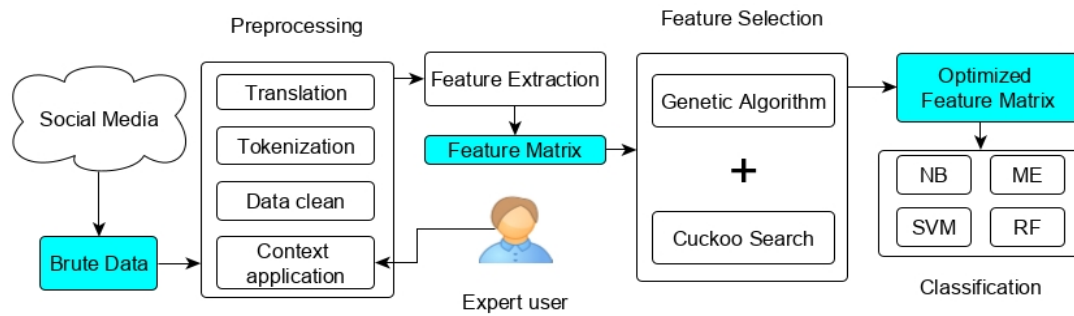 Preprocessing
Feature Selection
Social Media
Brute Data
Translation
Tokenization
Data clean
Context
application
Feature Extraction
Feature Matrix
Expert user
Genetic Algorithm
+
Cuckoo Search
Optimized
Feature Matrix
NB
ME
SVM
RF
Classification